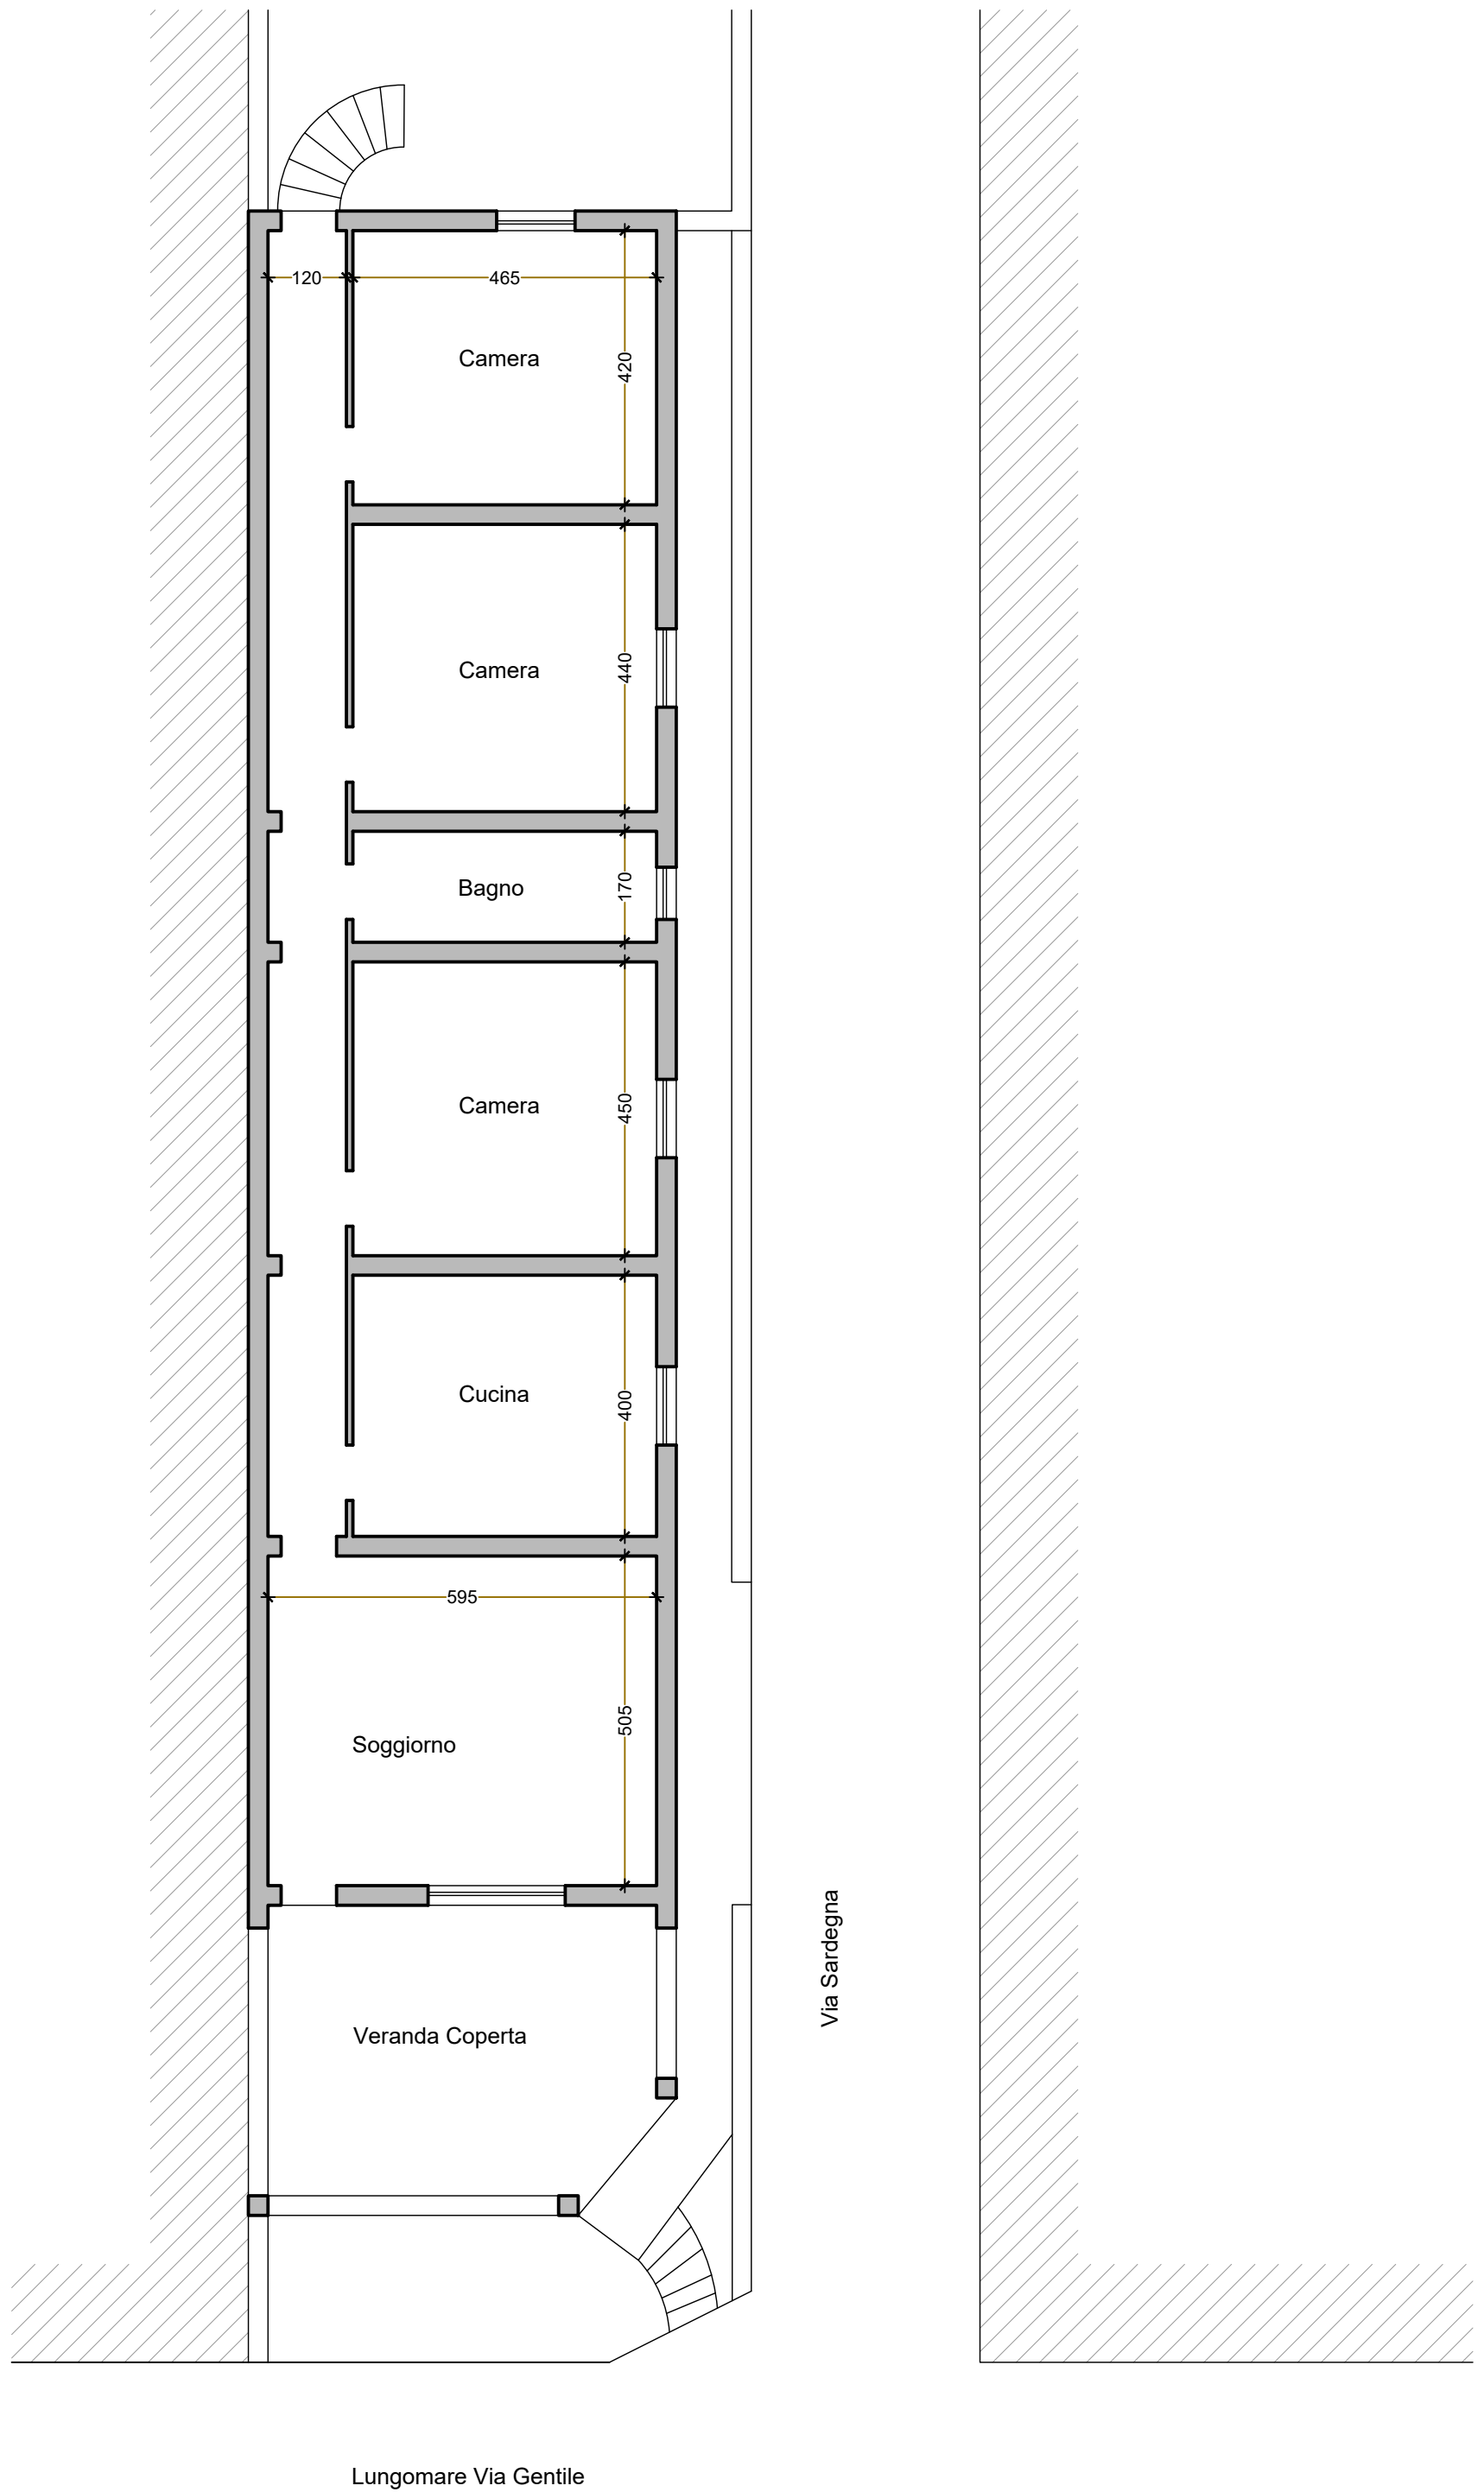 120
465
Camera
420
Camera
440
Bagno
170
Camera
450
Cucina
400
595
Soggiorno
505
Via Sardegna
Veranda Coperta
Lungomare Via Gentile